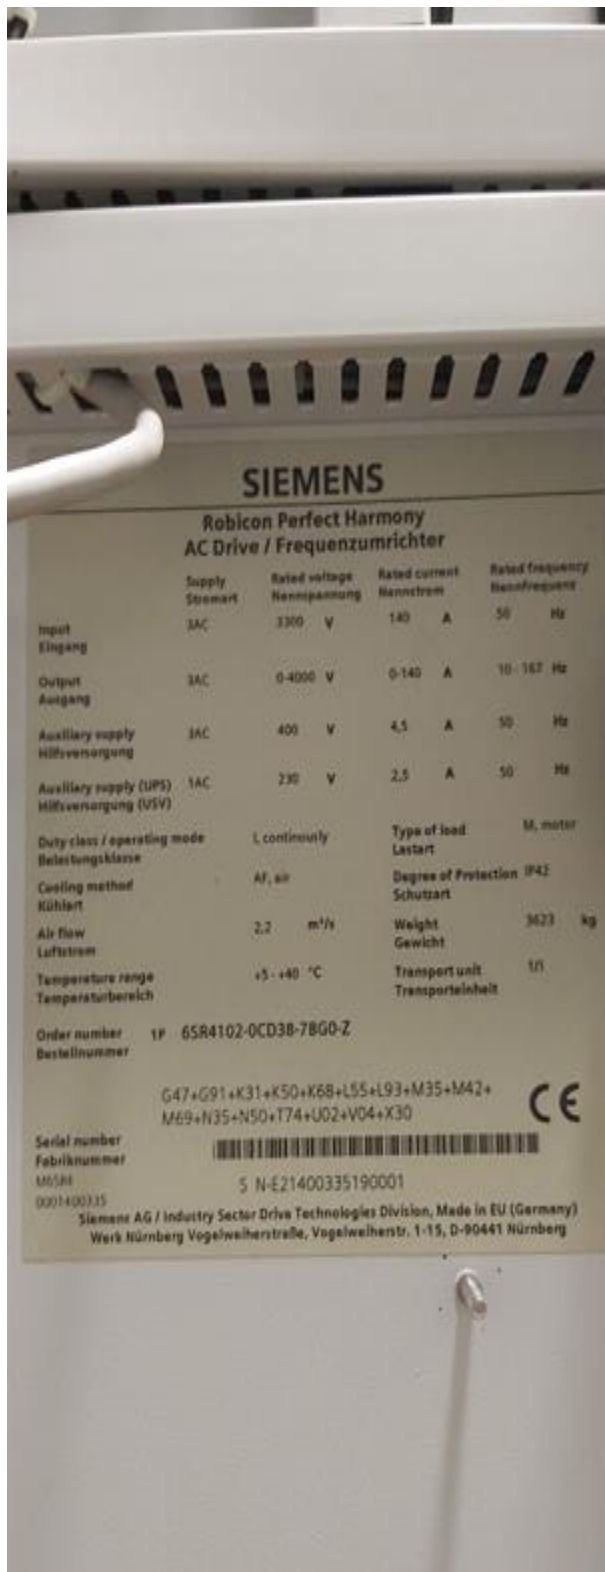 SIEMENS
Robicon Perfect Harmony
AC Drive / Frequenzumrichter
Supply Rated voltage Rated current Rated frequency
Stromart Nennspannung Nennstrom Nennfrequenz
Input 3AC 3300 V 140 A 50 Hz
Eingang
Output 3AC 0-4000 V 0-140 A 10 - 167 Hz
Ausgang
Auxiliary supply 3AC 400 V 4,5 A 50 Hz
Hilfsversorgung
Auxiliary supply (UPS) 1AC 230 V 2,5 A 50 Hz
Hilfsversorgung (USV)
Duty class / operating mode L continously Type of load M, motor
Belastungsklasse Lastart
Cooling method AF, air Degree of Protection IP42
Kühlart Schutzart
Air flow 2,2 m³/s Weight 3623 kg
Luftstrom Gewicht
Temperature range +5 - +40 °C Transport unit 1/1
Temperaturbereich Transporteinheit
Order number 1P 6SR4102-0CD38-7BG0-Z
Bestellnummer
G47+G91+K31+K50+K68+L55+L93+M35+M42+
M69+N35+N50+T74+U02+V04+X30 CE
Serial number
Fabriknummer
S N-E21400335190001
0001400335
Siemens AG / Industry Sector Drive Technologies Division, Made in EU (Germany)
Werk Nürnberg Vogelweiherstraße, Vogelweiherstr. 1-15, D-90441 Nürnberg